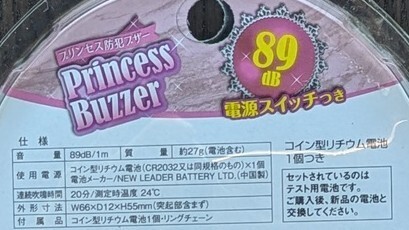 プリンセス防犯ブザー
Princess
Buzzer
89
dB
電源スイッチつき
仕様
音量 89dB/1m 質量 約27g(電池含む)
使用電源 コイン型リチウム電池(CR2032又は同規格のもの)×1個
電池メーカー/NEW LEADER BATTERY LTD.(中国製)
連続吹鳴時間 20分/測定時温度 24℃
外形寸法 W66×D12×H55mm(突起部含まず)
付属品 コイン型リチウム電池1個・リングチェーン
コイン型リチウム電池
1個つき
セットされているのは
テスト用電池です。
ご購入後、新品の電池と
交換してください。